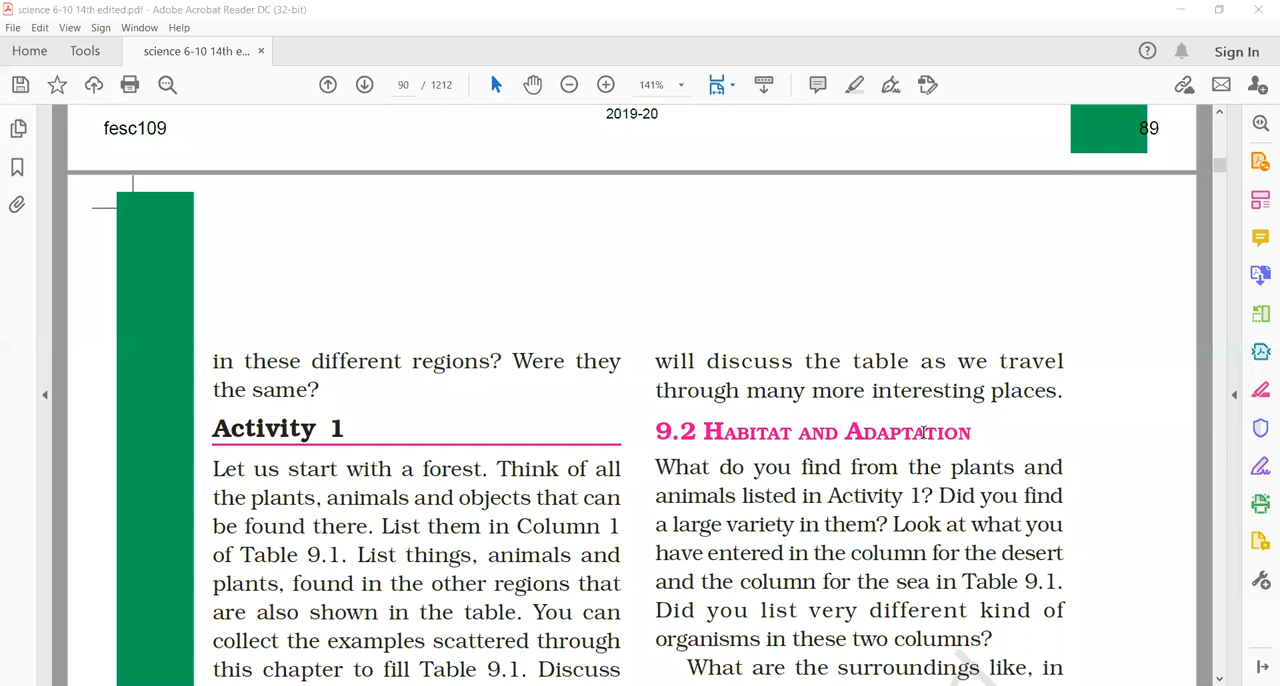 science 6-10 14th edited.pdf - Adobe Acrobat Reader DC (32-bit)
File Edit View Sign Window Help
Home Tools science 6-10 14th e... × Sign In
90 / 1212 141%
2019-20
fesc109 89
in these different regions? Were they
the same?
Activity 1
Let us start with a forest. Think of all
the plants, animals and objects that can
be found there. List them in Column 1
of Table 9.1. List things, animals and
plants, found in the other regions that
are also shown in the table. You can
collect the examples scattered through
this chapter to fill Table 9.1. Discuss
will discuss the table as we travel
through many more interesting places.
9.2 HABITAT AND ADAPTATION
What do you find from the plants and
animals listed in Activity 1? Did you find
a large variety in them? Look at what you
have entered in the column for the desert
and the column for the sea in Table 9.1.
Did you list very different kind of
organisms in these two columns?
What are the surroundings like, in